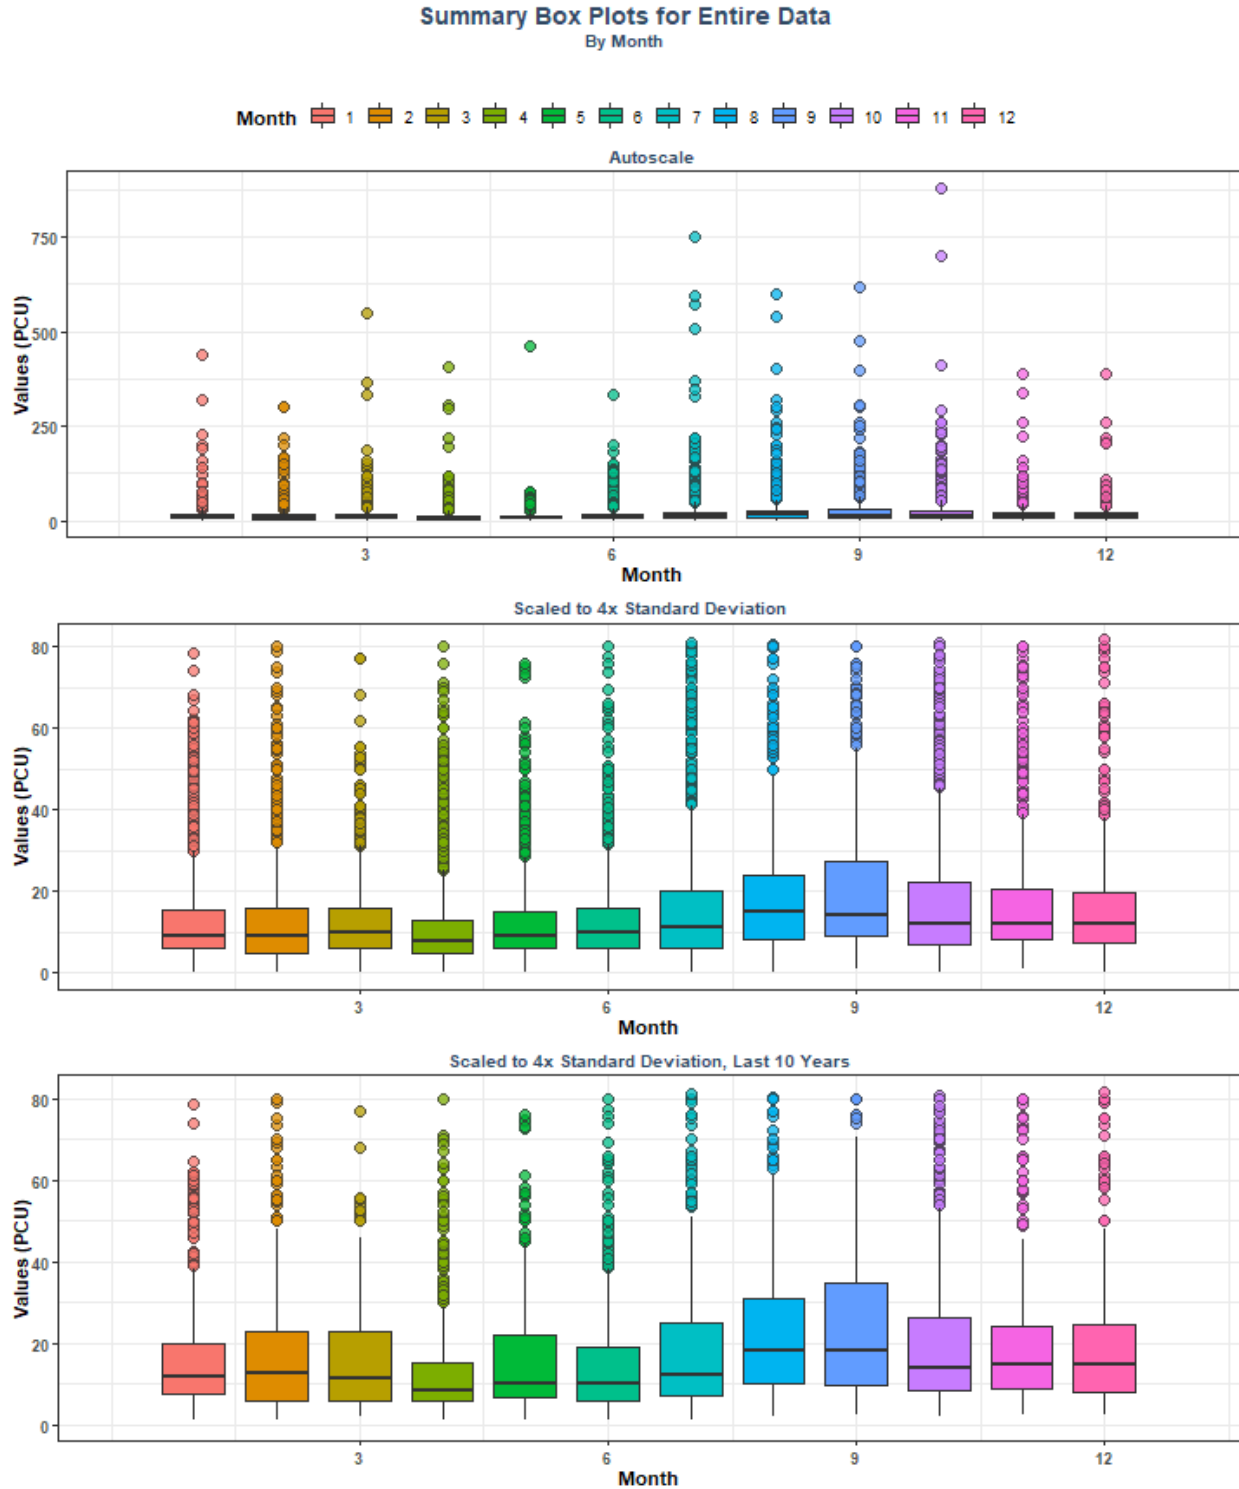 Summary Box Plots for Entire Data
By Month
Month 1 2 3 4 5 6 7 8 9 10 11 12
Autoscale
750
500
250
0
Values (PCU)
3 6 9 12
Month
Scaled to 4x Standard Deviation
80
60
40
20
0
Values (PCU)
3 6 9 12
Month
Scaled to 4x Standard Deviation, Last 10 Years
80
60
40
20
0
Values (PCU)
3 6 9 12
Month